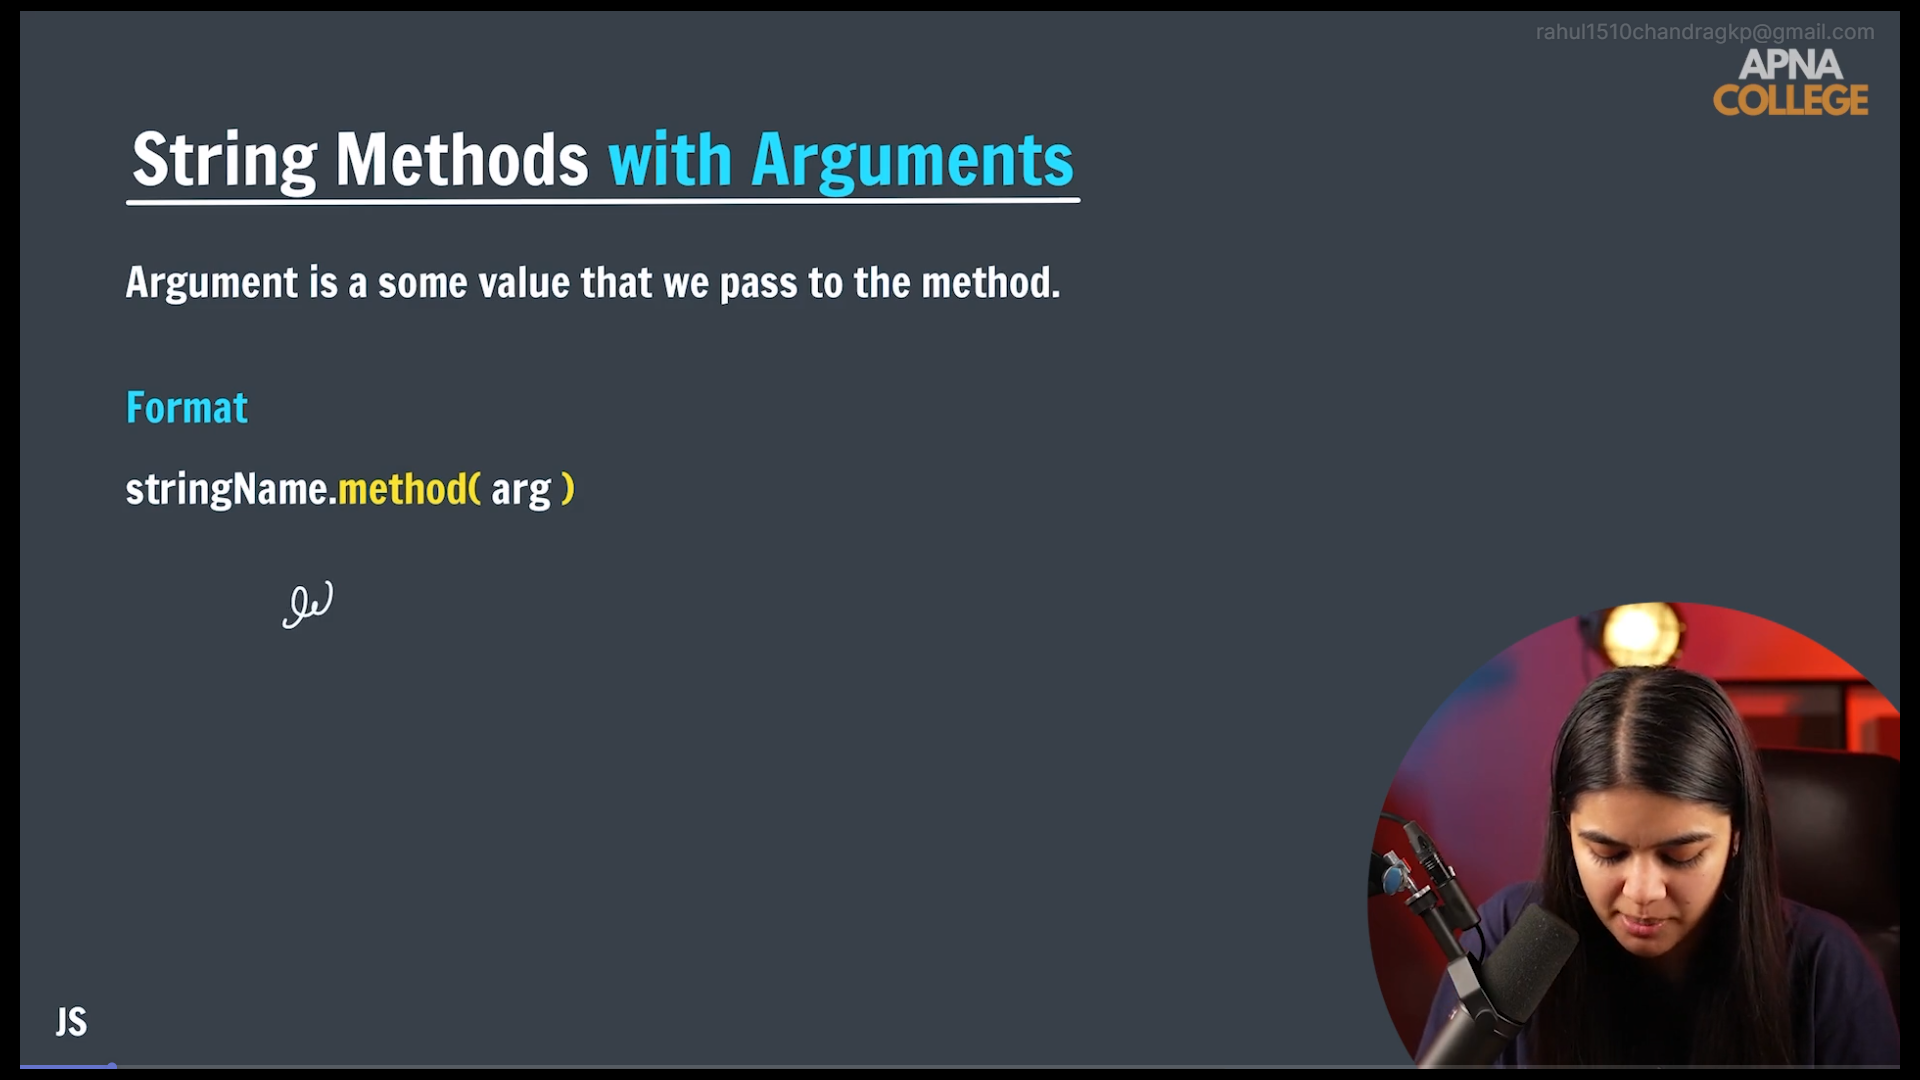 rahul1510chandragkp@gmail.com
APNA
COLLEGE
String Methods with Arguments
Argument is a some value that we pass to the method.
Format
stringName.method( arg )
JS